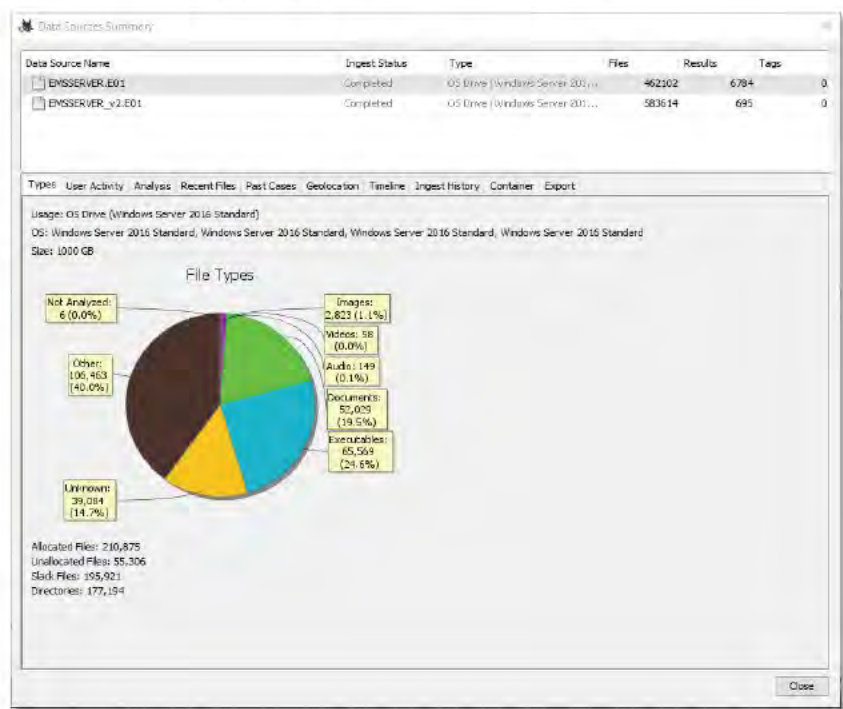 Data Sources Summary
Data Source Name Ingest Status Type Files Results Tags
EMSSERVER.E01 Completed OS Drive (Windows Server 201... 462102 6784 0
EMSSERVER_v2.E01 Completed OS Drive (Windows Server 201... 583614 695 0
Types User Activity Analysis Recent Files Past Cases Geolocation Timeline Ingest History Container Export
Usage: OS Drive (Windows Server 2016 Standard)
OS: Windows Server 2016 Standard, Windows Server 2016 Standard, Windows Server 2016 Standard, Windows Server 2016 Standard
Size: 1000 GB
File Types
Not Analyzed:
6 (0.0%)
Images:
2,823 (1.1%)
Videos: 58
(0.0%)
Other:
106,463
(40.0%)
Audio: 149
(0.1%)
Documents:
52,029
(19.5%)
Executables:
65,569
(24.6%)
Unknown:
39,084
(14.7%)
Allocated Files: 210,875
Unallocated Files: 55,306
Slack Files: 195,921
Directories: 177,194
Close